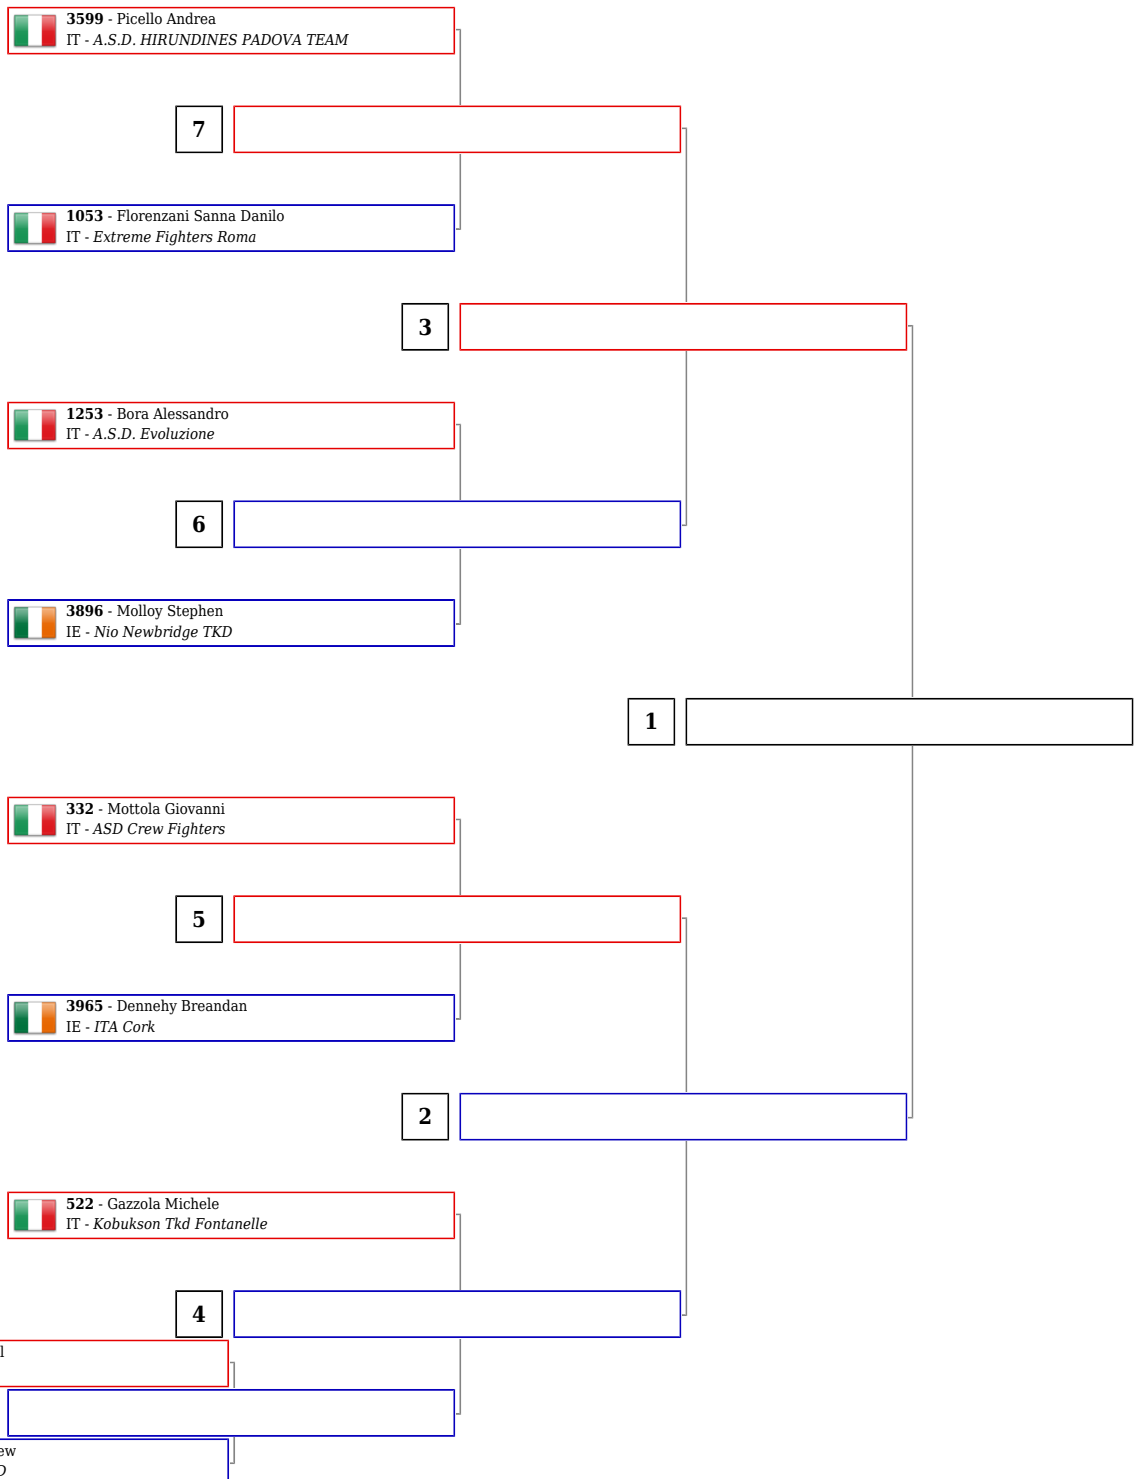 3599 - Picello Andrea
IT - A.S.D. HIRUNDINES PADOVA TEAM
7
1053 - Florenzani Sanna Danilo
IT - Extreme Fighters Roma
3
1253 - Bora Alessandro
IT - A.S.D. Evoluzione
6
3896 - Molloy Stephen
IE - Nio Newbridge TKD
1
332 - Mottola Giovanni
IT - ASD Crew Fighters
5
3965 - Dennehy Breandan
IE - ITA Cork
2
522 - Gazzola Michele
IT - Kobukson Tkd Fontanelle
4